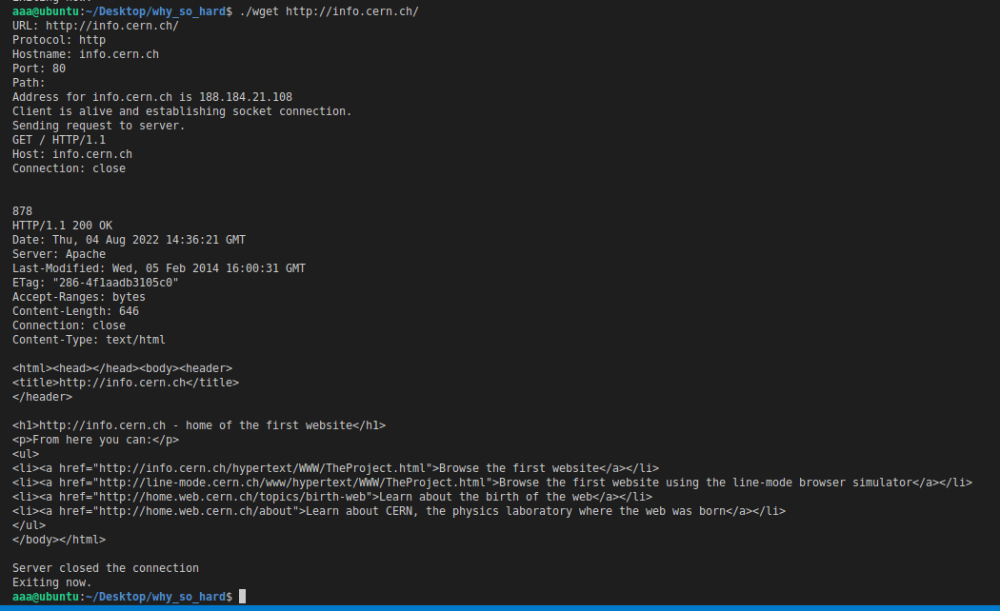 aaa@ubuntu:~/Desktop/why_so_hard$ ./wget http://info.cern.ch/
URL: http://info.cern.ch/
Protocol: http
Hostname: info.cern.ch
Port: 80
Path:
Address for info.cern.ch is 188.184.21.108
Client is alive and establishing socket connection.
Sending request to server.
GET / HTTP/1.1
Host: info.cern.ch
Connection: close
878
HTTP/1.1 200 OK
Date: Thu, 04 Aug 2022 14:36:21 GMT
Server: Apache
Last-Modified: Wed, 05 Feb 2014 16:00:31 GMT
ETag: "286-4f1aadb3105c0"
Accept-Ranges: bytes
Content-Length: 646
Connection: close
Content-Type: text/html
<html><head></head><body><header>
<title>http://info.cern.ch</title>
</header>
<h1>http://info.cern.ch - home of the first website</h1>
<p>From here you can:</p>
<ul>
<li><a href="http://info.cern.ch/hypertext/WWW/TheProject.html">Browse the first website</a></li>
<li><a href="http://line-mode.cern.ch/www/hypertext/WWW/TheProject.html">Browse the first website using the line-mode browser simulator</a></li>
<li><a href="http://home.web.cern.ch/topics/birth-web">Learn about the birth of the web</a></li>
<li><a href="http://home.web.cern.ch/about">Learn about CERN, the physics laboratory where the web was born</a></li>
</ul>
</body></html>
Server closed the connection
Exiting now.
aaa@ubuntu:~/Desktop/why_so_hard$